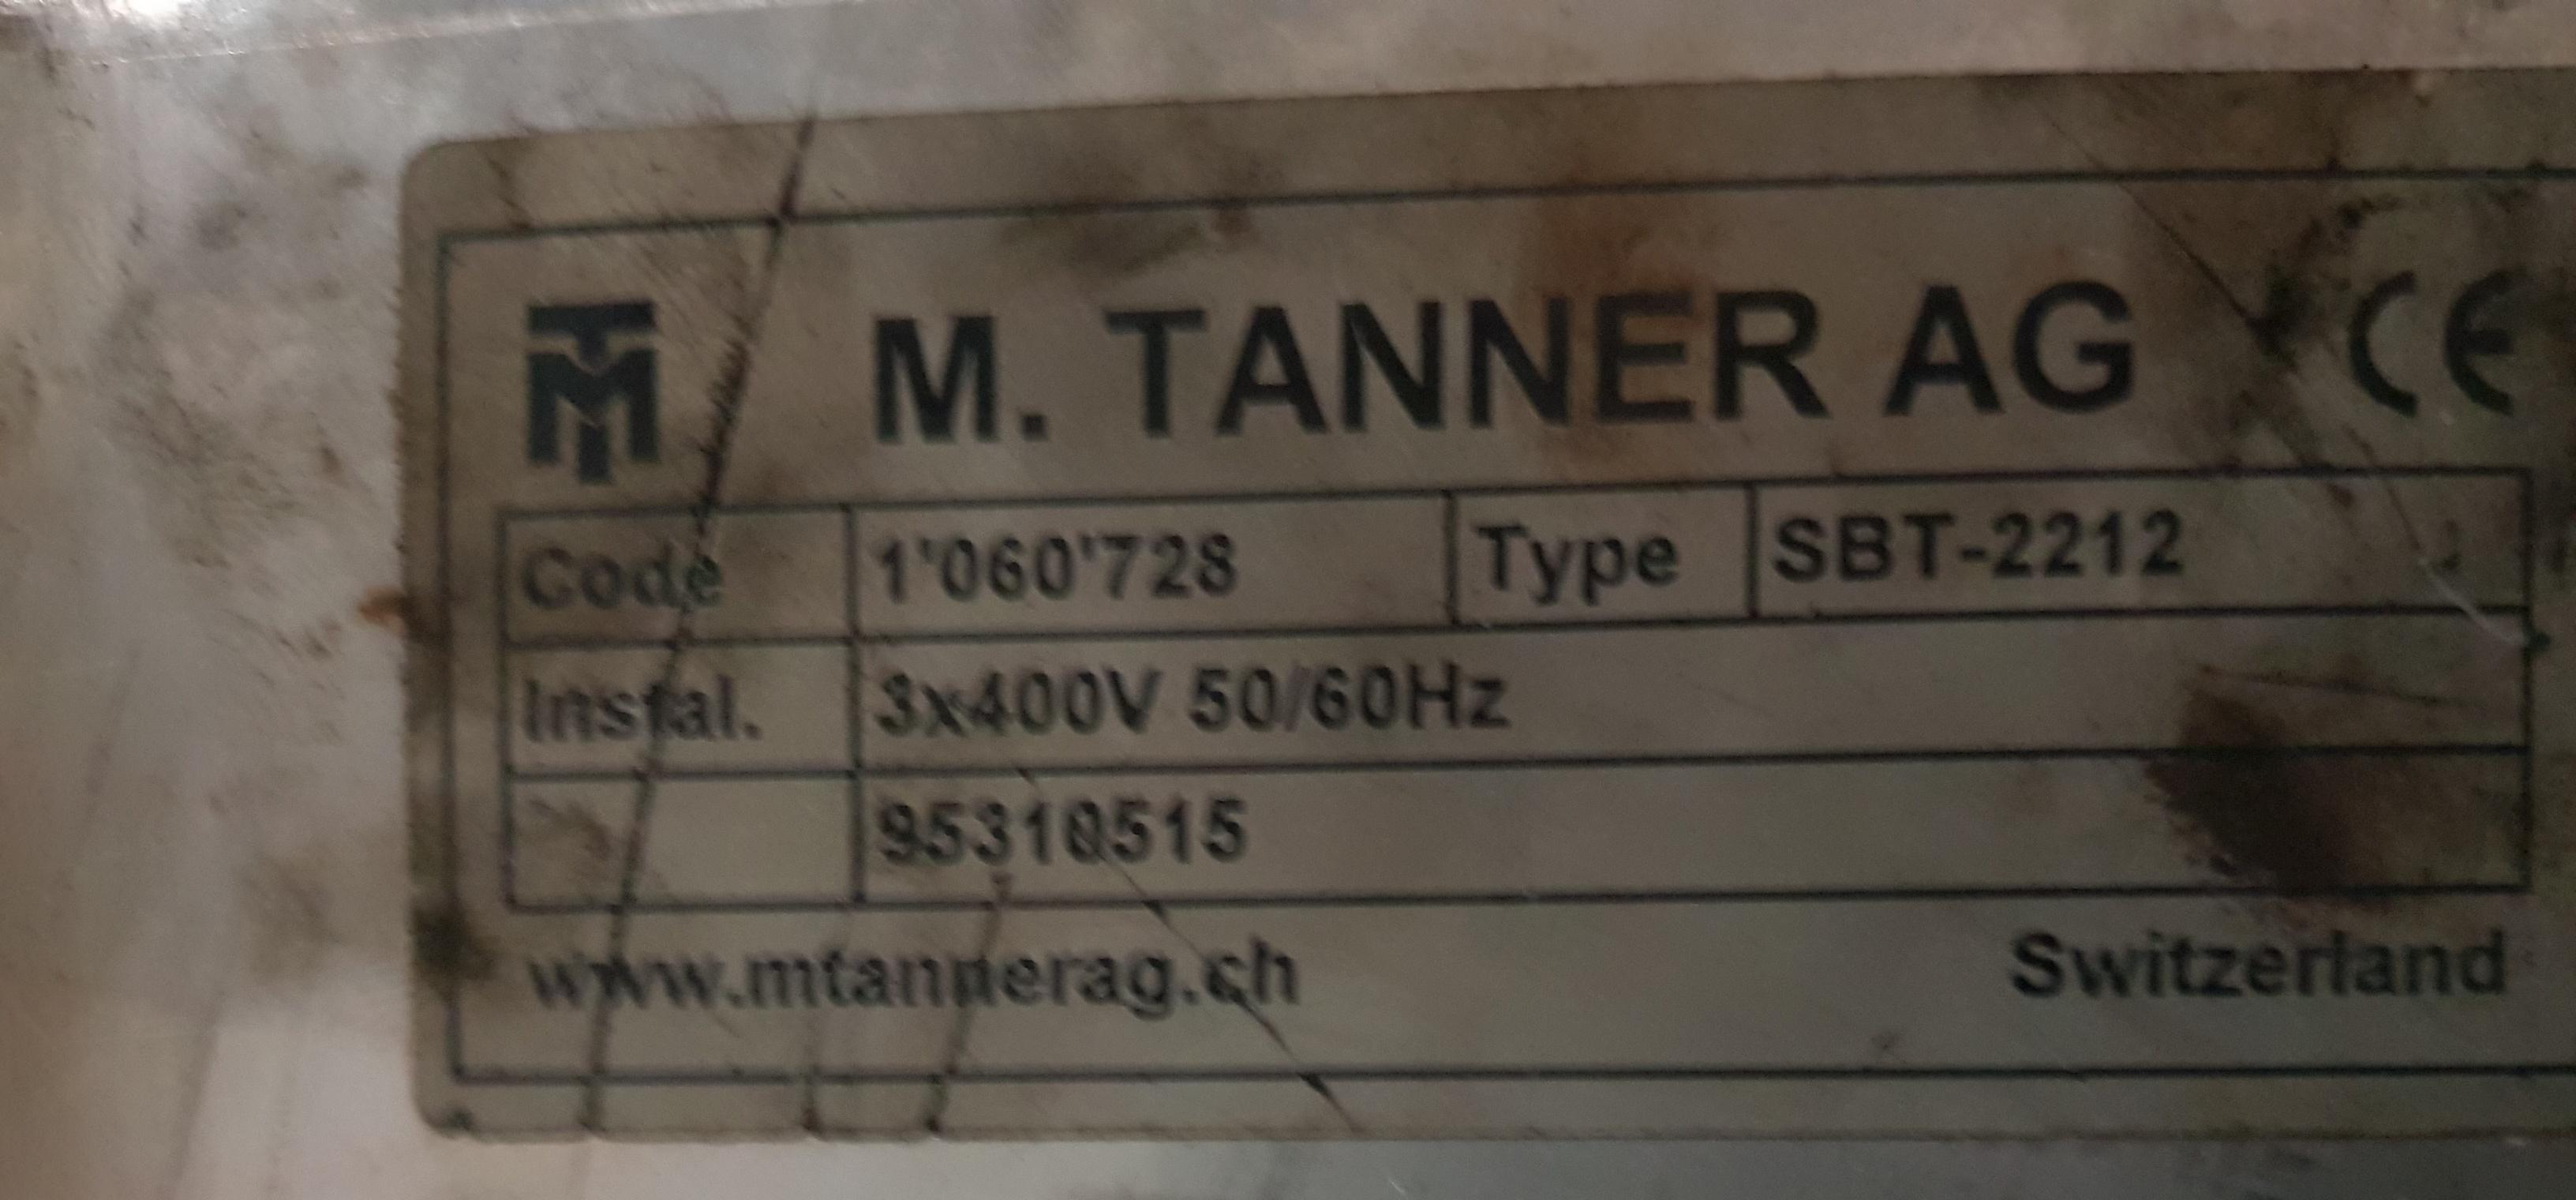 TM M. TANNER AG CE
Code 1'060'728 Type SBT-2212
Instal. 3x400V 50/60Hz
95310515
www.mtannerag.ch Switzerland